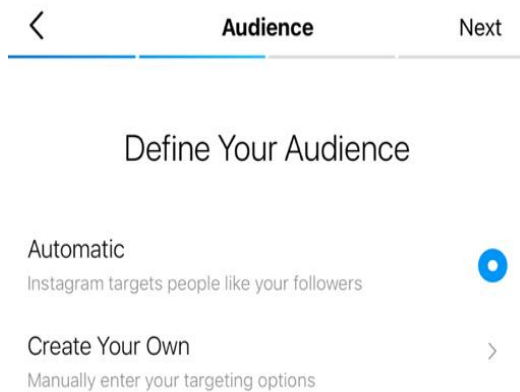 Audience
Next
Define Your Audience
Automatic
Instagram targets people like your followers
Create Your Own
Manually enter your targeting options